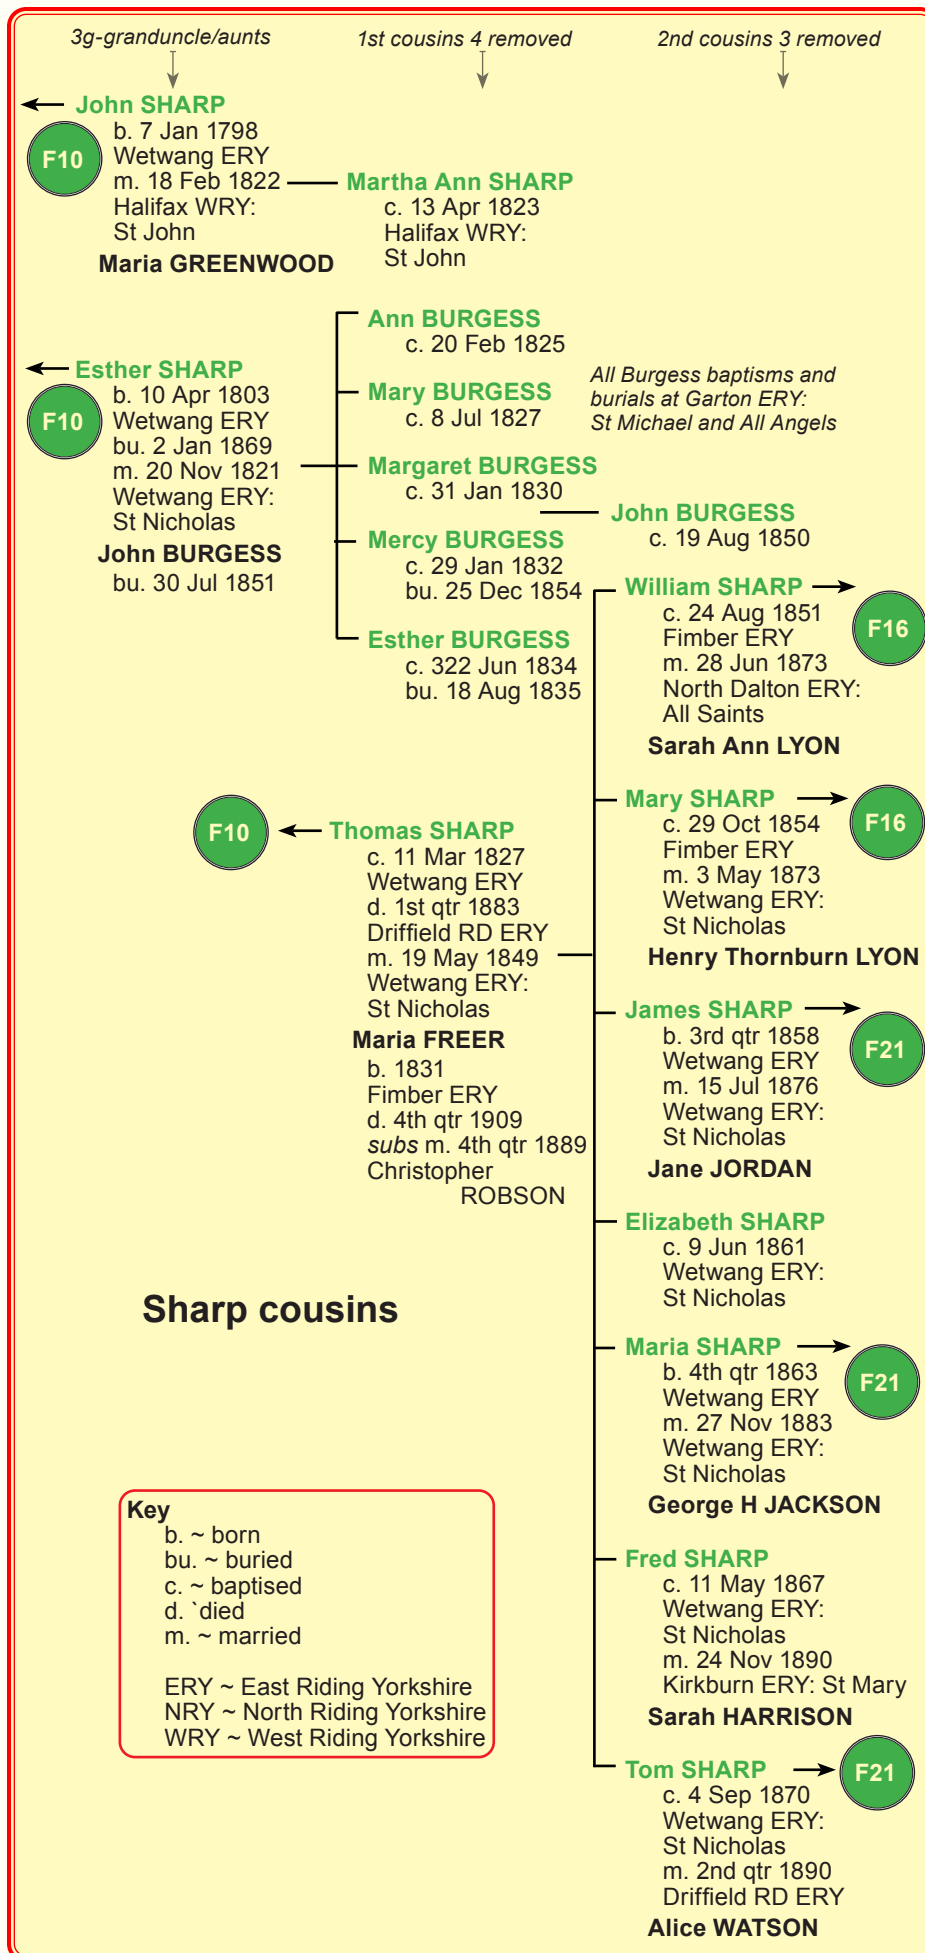 3g-granduncle/aunts
1st cousins 4 removed
2nd cousins 3 removed
John SHARP
F10
b. 7 Jan 1798
Wetwang ERY
m. 18 Feb 1822
Halifax WRY:
St John
Maria GREENWOOD
Martha Ann SHARP
c. 13 Apr 1823
Halifax WRY:
St John
Esther SHARP
F10
b. 10 Apr 1803
Wetwang ERY
bu. 2 Jan 1869
m. 20 Nov 1821
Wetwang ERY:
St Nicholas
John BURGESS
bu. 30 Jul 1851
Ann BURGESS
c. 20 Feb 1825
Mary BURGESS
c. 8 Jul 1827
Margaret BURGESS
c. 31 Jan 1830
Mercy BURGESS
c. 29 Jan 1832
bu. 25 Dec 1854
Esther BURGESS
c. 322 Jun 1834
bu. 18 Aug 1835
All Burgess baptisms and
burials at Garton ERY:
St Michael and All Angels
John BURGESS
c. 19 Aug 1850
F10
Thomas SHARP
c. 11 Mar 1827
Wetwang ERY
d. 1st qtr 1883
Driffield RD ERY
m. 19 May 1849
Wetwang ERY:
St Nicholas
Maria FREER
b. 1831
Fimber ERY
d. 4th qtr 1909
subs m. 4th qtr 1889
Christopher
ROBSON
William SHARP
F16
c. 24 Aug 1851
Fimber ERY
m. 28 Jun 1873
North Dalton ERY:
All Saints
Sarah Ann LYON
Mary SHARP
F16
c. 29 Oct 1854
Fimber ERY
m. 3 May 1873
Wetwang ERY:
St Nicholas
Henry Thornburn LYON
James SHARP
F21
b. 3rd qtr 1858
Wetwang ERY
m. 15 Jul 1876
Wetwang ERY:
St Nicholas
Jane JORDAN
Elizabeth SHARP
c. 9 Jun 1861
Wetwang ERY:
St Nicholas
Maria SHARP
F21
b. 4th qtr 1863
Wetwang ERY
m. 27 Nov 1883
Wetwang ERY:
St Nicholas
George H JACKSON
Fred SHARP
c. 11 May 1867
Wetwang ERY:
St Nicholas
m. 24 Nov 1890
Kirkburn ERY: St Mary
Sarah HARRISON
Tom SHARP
F21
c. 4 Sep 1870
Wetwang ERY:
St Nicholas
m. 2nd qtr 1890
Driffield RD ERY
Alice WATSON
Sharp cousins
Key
b. ~ born
bu. ~ buried
c. ~ baptised
d. `died
m. ~ married
ERY ~ East Riding Yorkshire
NRY ~ North Riding Yorkshire
WRY ~ West Riding Yorkshire